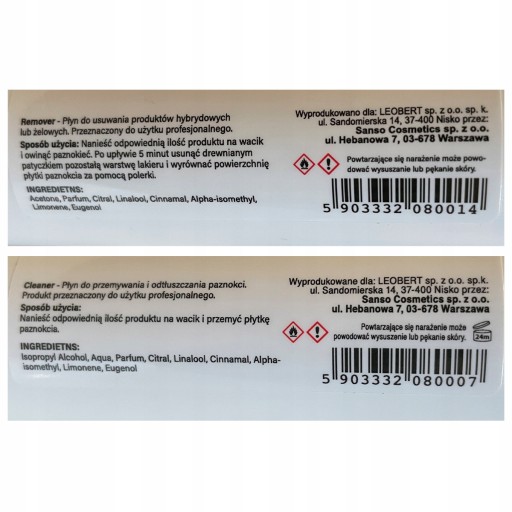 Remover - Płyn do usuwania produktów hybrydowych
lub żelowych. Przeznaczony do użytku profesjonalnego.
Sposób użycia: Nanieść odpowiednią ilość produktu na wacik
i owinąć paznokieć. Po upływie 5 minut usunąć drewnianym
patyczkiem pozostałą warstwę lakieru i wyrównać powierzchnię
płytki paznokcia za pomocą polerki.
INGREDIETNS:
Acetone, Parfum, Citral, Linalool, Cinnamal, Alpha-isomethyl,
Limonene, Eugenol
Wyprodukowano dla: LEOBERT sp. z o.o. sp. k.
ul. Sandomierska 14, 37-400 Nisko przez:
Sanso Cosmetics sp. z o.o.
ul. Hebanowa 7, 03-678 Warszawa
Powtarzające się narażenie może powo-
dować wysuszanie lub pękanie skóry.
5 903332 080014
Cleaner - Płyn do przemywania i odtłuszczania paznokci.
Produkt przeznaczony do użytku profesjonalnego.
Sposób użycia:
Nanieść odpowiednią ilość produktu na wacik i przemyć płytkę
paznokcia.
INGREDIETNS:
Isopropyl Alcohol, Aqua, Parfum, Citral, Linalool, Cinnamal, Alpha-
isomethyl, Limonene, Eugenol
Wyprodukowane dla: LEOBERT sp. z o.o. sp.k.
ul. Sandomierska 14, 37-400 Nisko przez:
Sanso Cosmetics sp. z o.o.
ul. Hebanowa 7, 03-678 Warszawa
Powtarzające się narażenie może
powodować wysuszenie lub pękanie skóry.
24m
5 903332 080007